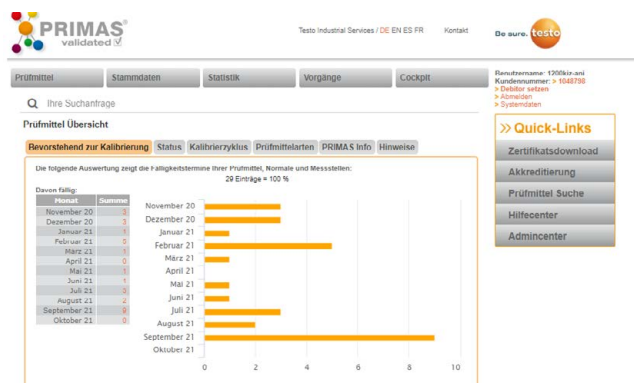 PRIMAS®
validated
Testo Industrial Services / DE EN ES FR
Kontakt
Be sure. testo
Prüfmittel
Stammdaten
Statistik
Vorgänge
Cockpit
Benutzername: 1200kiz-ani
Kundennummer: > 1048798
> Debitor setzen
> Abmelden
> Systemdaten
Ihre Suchanfrage
Prüfmittel Übersicht
Bevorstehend zur Kalibrierung
Status
Kalibrierzyklus
Prüfmittelarten
PRIMAS Info
Hinweise
Die folgende Auswertung zeigt die Fälligkeitstermine Ihrer Prüfmittel, Normale und Messstellen:
29 Einträge = 100 %
Davon fällig:
Monat Summe
November 20 3
Dezember 20 3
Januar 21 1
Februar 21 5
März 21 1
April 21 0
Mai 21 1
Juni 21 1
Juli 21 3
August 21 2
September 21 9
Oktober 21 0
November 20
Dezember 20
Januar 21
Februar 21
März 21
April 21
Mai 21
Juni 21
Juli 21
August 21
September 21
Oktober 21
0 2 4 6 8 10
>> Quick-Links
Zertifikatsdownload
Akkreditierung
Prüfmittel Suche
Hilfecenter
Admincenter